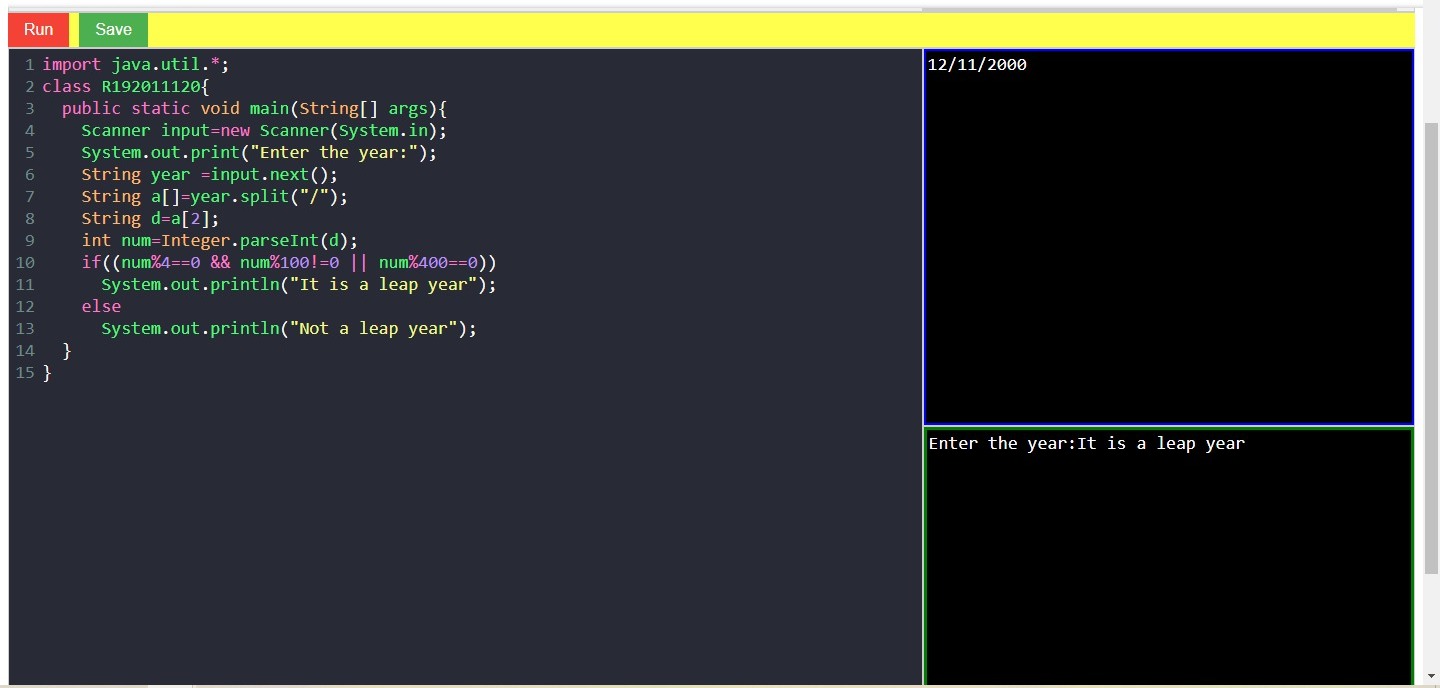 Run Save
1 import java.util.*;
2 class R192011120{
3   public static void main(String[] args){
4     Scanner input=new Scanner(System.in);
5     System.out.print("Enter the year:");
6     String year =input.next();
7     String a[]=year.split("/");
8     String d=a[2];
9     int num=Integer.parseInt(d);
10     if((num%4==0 && num%100!=0 || num%400==0))
11       System.out.println("It is a leap year");
12     else
13       System.out.println("Not a leap year");
14   }
15 }
12/11/2000
Enter the year:It is a leap year